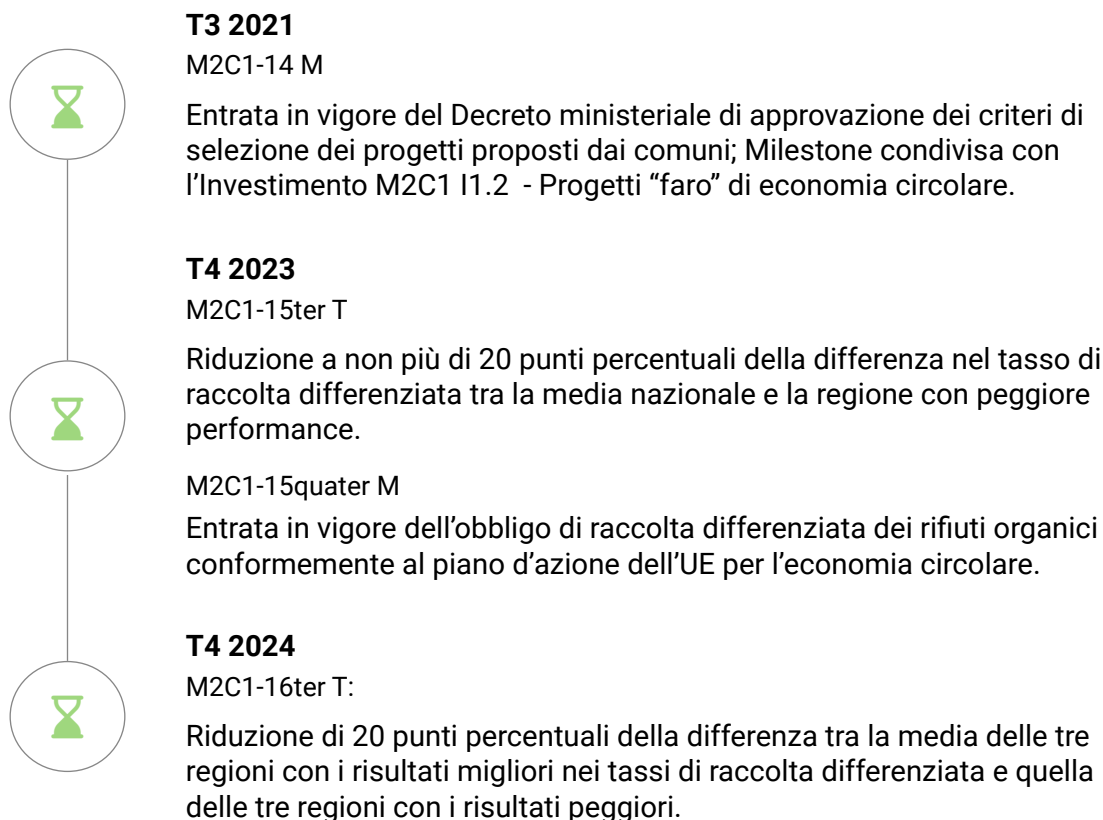 T3 2021
M2C1-14 M
Entrata in vigore del Decreto ministeriale di approvazione dei criteri di
selezione dei progetti proposti dai comuni; Milestone condivisa con
l’Investimento M2C1 I1.2  - Progetti “faro” di economia circolare.
T4 2023
M2C1-15ter T
Riduzione a non più di 20 punti percentuali della differenza nel tasso di
raccolta differenziata tra la media nazionale e la regione con peggiore
performance.
M2C1-15quater M
Entrata in vigore dell’obbligo di raccolta differenziata dei rifiuti organici
conformemente al piano d’azione dell’UE per l’economia circolare.
T4 2024
M2C1-16ter T:
Riduzione di 20 punti percentuali della differenza tra la media delle tre
regioni con i risultati migliori nei tassi di raccolta differenziata e quella
delle tre regioni con i risultati peggiori.